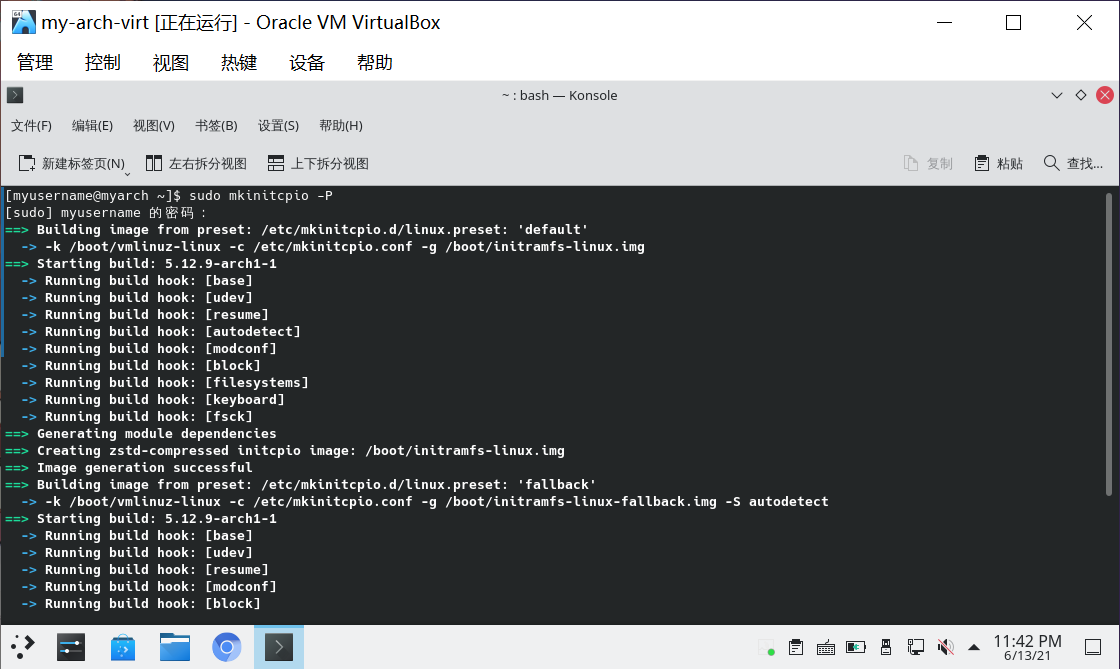 my-arch-virt [正在运行] - Oracle VM VirtualBox
管理 控制 视图 热键 设备 帮助
~ : bash — Konsole
文件(F) 编辑(E) 视图(V) 书签(B) 设置(S) 帮助(H)
新建标签页(N) 左右拆分视图 上下拆分视图 复制 粘贴 查找...
[myusername@myarch ~]$ sudo mkinitcpio -P
[sudo] myusername 的密码：
==> Building image from preset: /etc/mkinitcpio.d/linux.preset: 'default'
  -> -k /boot/vmlinuz-linux -c /etc/mkinitcpio.conf -g /boot/initramfs-linux.img
==> Starting build: 5.12.9-arch1-1
  -> Running build hook: [base]
  -> Running build hook: [udev]
  -> Running build hook: [resume]
  -> Running build hook: [autodetect]
  -> Running build hook: [modconf]
  -> Running build hook: [block]
  -> Running build hook: [filesystems]
  -> Running build hook: [keyboard]
  -> Running build hook: [fsck]
==> Generating module dependencies
==> Creating zstd-compressed initcpio image: /boot/initramfs-linux.img
==> Image generation successful
==> Building image from preset: /etc/mkinitcpio.d/linux.preset: 'fallback'
  -> -k /boot/vmlinuz-linux -c /etc/mkinitcpio.conf -g /boot/initramfs-linux-fallback.img -S autodetect
==> Starting build: 5.12.9-arch1-1
  -> Running build hook: [base]
  -> Running build hook: [udev]
  -> Running build hook: [resume]
  -> Running build hook: [modconf]
  -> Running build hook: [block]
11:42 PM
6/13/21